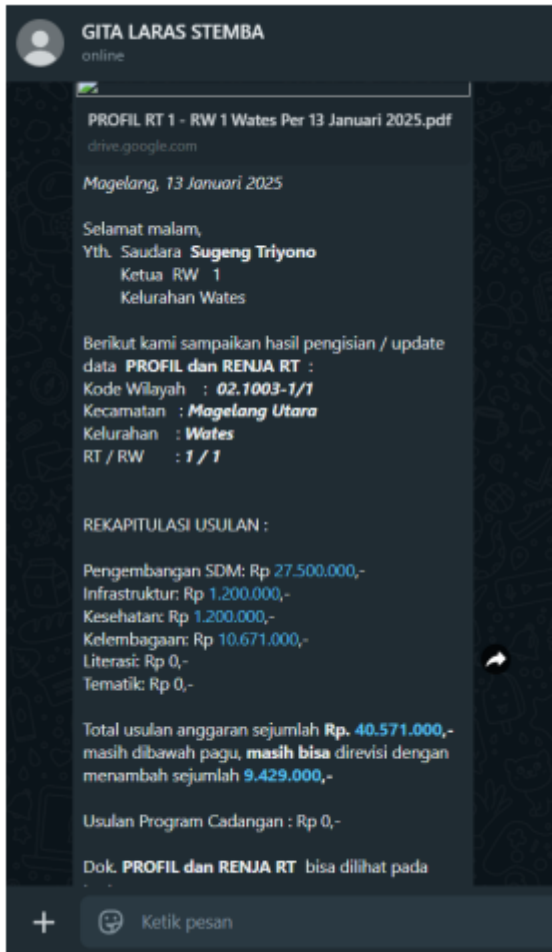 GITA LARAS STEMBA
online
PROFIL RT 1 - RW 1 Wates Per 13 Januari 2025.pdf
drive.google.com
Magelang, 13 Januari 2025
Selamat malam,
Yth. Saudara Sugeng Triyono
Ketua RW 1
Kelurahan Wates
Berikut kami sampaikan hasil pengisian / update
data PROFIL dan RENJA RT :
Kode Wilayah : 02.1003-1/1
Kecamatan : Magelang Utara
Kelurahan : Wates
RT / RW : 1 / 1
REKAPITULASI USULAN :
Pengembangan SDM: Rp 27.500.000,-
Infrastruktur: Rp 1.200.000,-
Kesehatan: Rp 1.200.000,-
Kelembagaan: Rp 10.671.000,-
Literasi: Rp 0,-
Tematik: Rp 0,-
Total usulan anggaran sejumlah Rp. 40.571.000,-
masih dibawah pagu, masih bisa direvisi dengan
menambah sejumlah 9.429.000,-
Usulan Program Cadangan : Rp 0,-
Dok. PROFIL dan RENJA RT bisa dilihat pada
Ketik pesan